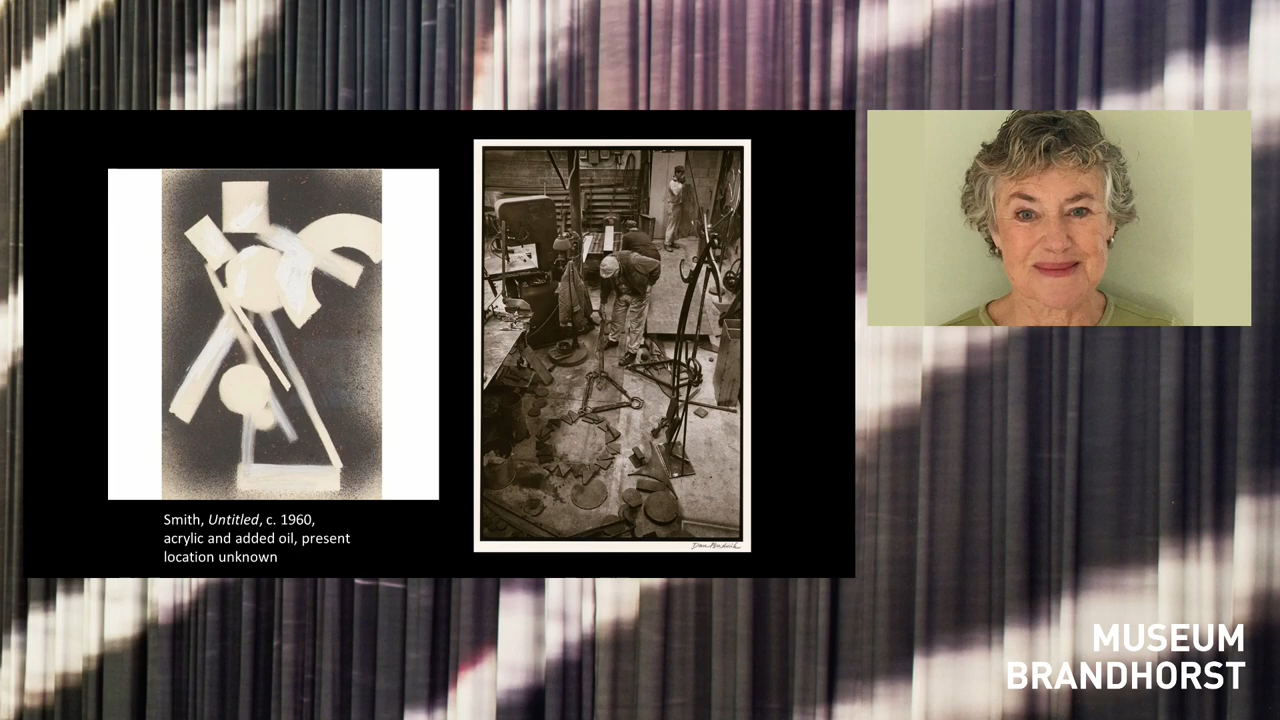 Smith, Untitled, c. 1960,
acrylic and added oil, present
location unknown
MUSEUM
BRANDHORST